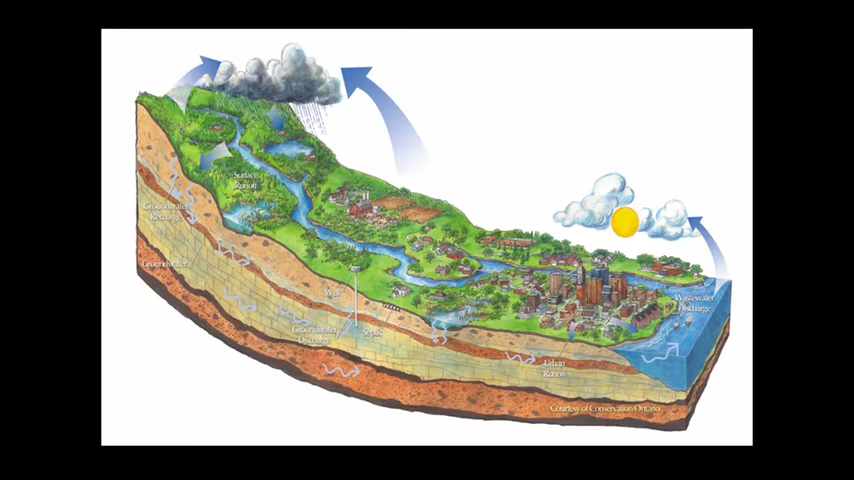 Surface
Runoff
Groundwater
Recharge
Groundwater
Well
Groundwater
Discharge
Septic
Urban
Runoff
Wastewater
Discharge
Courtesy of Conservation Ontario